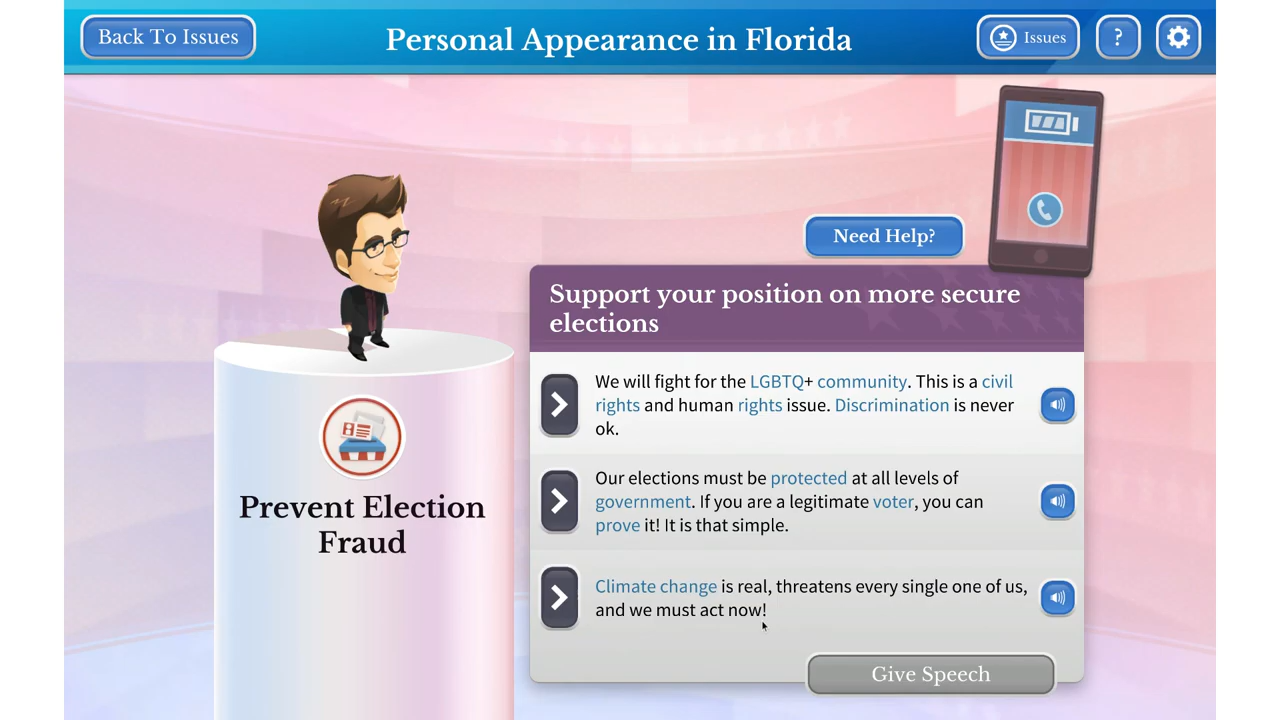 Back To Issues
Personal Appearance in Florida
Issues
?
Need Help?
Support your position on more secure
elections
We will fight for the LGBTQ+ community. This is a civil
rights and human rights issue. Discrimination is never
ok.
Our elections must be protected at all levels of
government. If you are a legitimate voter, you can
prove it! It is that simple.
Climate change is real, threatens every single one of us,
and we must act now!
Give Speech
Prevent Election
Fraud